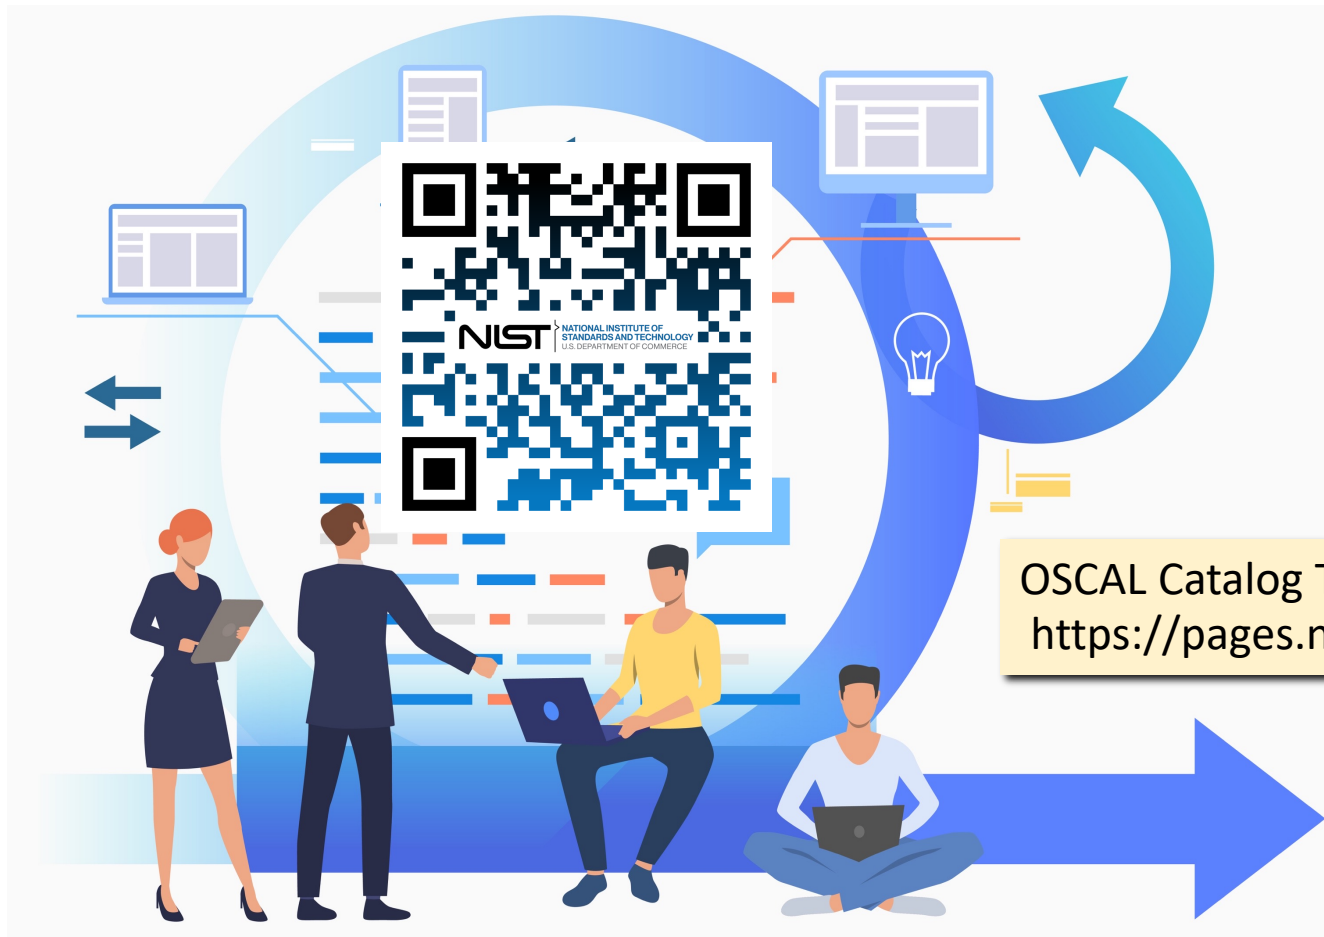 NIST
NATIONAL INSTITUTE OF
STANDARDS AND TECHNOLOGY
U.S. DEPARTMENT OF COMMERCE
OSCAL Catalog T
https://pages.n